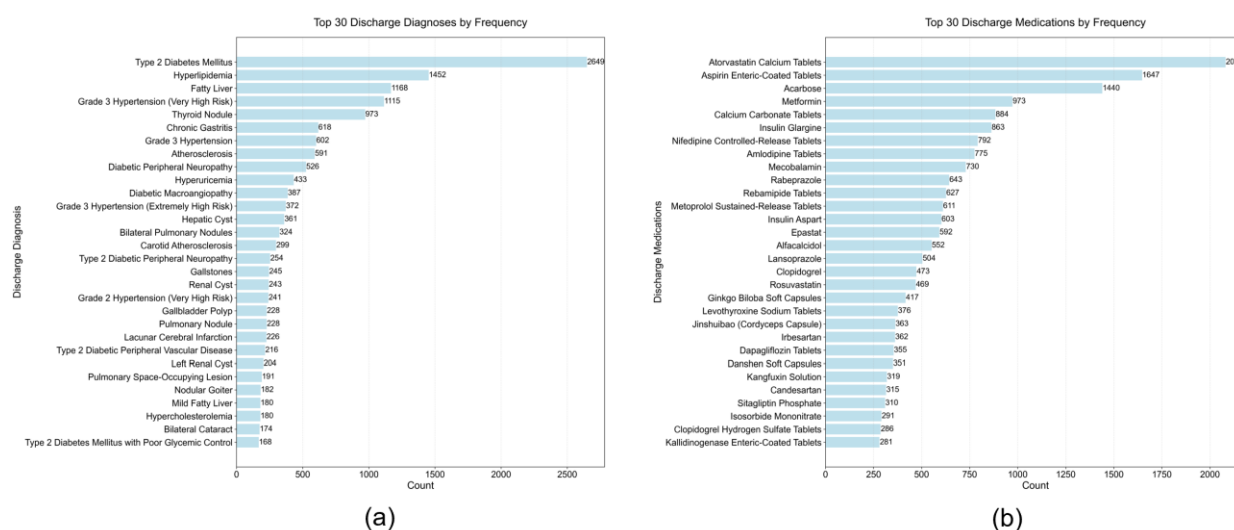 Top 30 Discharge Diagnoses by Frequency
Discharge Diagnosis
Type 2 Diabetes Mellitus 2649
Hyperlipidemia 1452
Fatty Liver 1168
Grade 3 Hypertension (Very High Risk) 1115
Thyroid Nodule 973
Chronic Gastritis 618
Grade 3 Hypertension 602
Atherosclerosis 591
Diabetic Peripheral Neuropathy 526
Hyperuricemia 433
Diabetic Macroangiopathy 387
Grade 3 Hypertension (Extremely High Risk) 372
Hepatic Cyst 361
Bilateral Pulmonary Nodules 324
Carotid Atherosclerosis 299
Type 2 Diabetic Peripheral Neuropathy 254
Gallstones 245
Renal Cyst 243
Grade 2 Hypertension (Very High Risk) 241
Gallbladder Polyp 228
Pulmonary Nodule 228
Lacunar Cerebral Infarction 226
Type 2 Diabetic Peripheral Vascular Disease 216
Left Renal Cyst 204
Pulmonary Space-Occupying Lesion 191
Nodular Goiter 182
Mild Fatty Liver 180
Hypercholesterolemia 180
Bilateral Cataract 174
Type 2 Diabetes Mellitus with Poor Glycemic Control 168
0 500 1000 1500 2000 2500
Count
(a)
Top 30 Discharge Medications by Frequency
Discharge Medications
Atorvastatin Calcium Tablets 20
Aspirin Enteric-Coated Tablets 1647
Acarbose 1440
Metformin 973
Calcium Carbonate Tablets 884
Insulin Glargine 863
Nifedipine Controlled-Release Tablets 792
Amlodipine Tablets 775
Mecobalamin 730
Rabeprazole 643
Rebamipide Tablets 627
Metoprolol Sustained-Release Tablets 611
Insulin Aspart 603
Epastat 592
Alfacalcidol 552
Lansoprazole 504
Clopidogrel 473
Rosuvastatin 469
Ginkgo Biloba Soft Capsules 417
Levothyroxine Sodium Tablets 376
Jinshuibao (Cordyceps Capsule) 363
Irbesartan 362
Dapagliflozin Tablets 355
Danshen Soft Capsules 351
Kangfuxin Solution 319
Candesartan 315
Sitagliptin Phosphate 310
Isosorbide Mononitrate 291
Clopidogrel Hydrogen Sulfate Tablets 286
Kallidinogenase Enteric-Coated Tablets 281
0 250 500 750 1000 1250 1500 1750 2000
Count
(b)